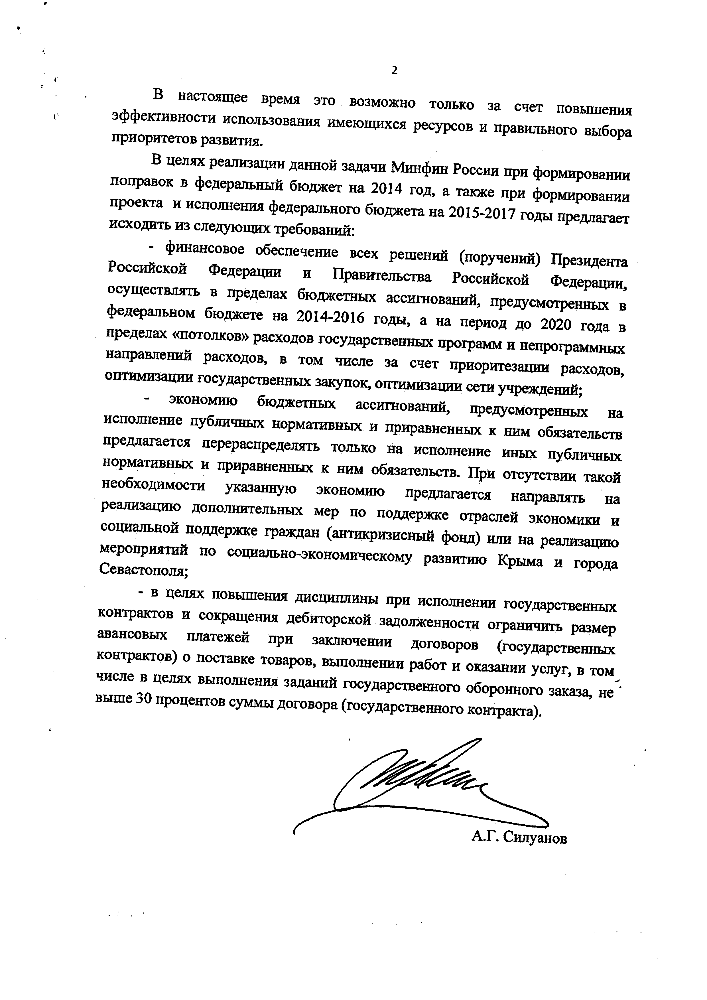 2
В настоящее время это возможно только за счет повышения
эффективности использования имеющихся ресурсов и правильного выбора
приоритетов развития.
В целях реализации данной задачи Минфин России при формировании
поправок в федеральный бюджет на 2014 год, а также при формировании
проекта и исполнения федерального бюджета на 2015-2017 годы предлагает
исходить из следующих требований:
- финансовое обеспечение всех решений (поручений) Президента
Российской Федерации и Правительства Российской Федерации,
осуществлять в пределах бюджетных ассигнований, предусмотренных в
федеральном бюджете на 2014-2016 годы, а на период до 2020 года в
пределах «потолков» расходов государственных программ и непрограммных
направлений расходов, в том числе за счет приоритезации расходов,
оптимизации государственных закупок, оптимизации сети учреждений;
- экономию бюджетных ассигнований, предусмотренных на
исполнение публичных нормативных и приравненных к ним обязательств
предлагается перераспределять только на исполнение иных публичных
нормативных и приравненных к ним обязательств. При отсутствии такой
необходимости указанную экономию предлагается направлять на
реализацию дополнительных мер по поддержке отраслей экономики и
социальной поддержке граждан (антикризисный фонд) или на реализацию
мероприятий по социально-экономическому развитию Крыма и города
Севастополя;
- в целях повышения дисциплины при исполнении государственных
контрактов и сокращения дебиторской задолженности ограничить размер
авансовых платежей при заключении договоров (государственных
контрактов) о поставке товаров, выполнении работ и оказании услуг, в том
числе в целях выполнения заданий государственного оборонного заказа, не
выше 30 процентов суммы договора (государственного контракта).
А.Г. Силуанов